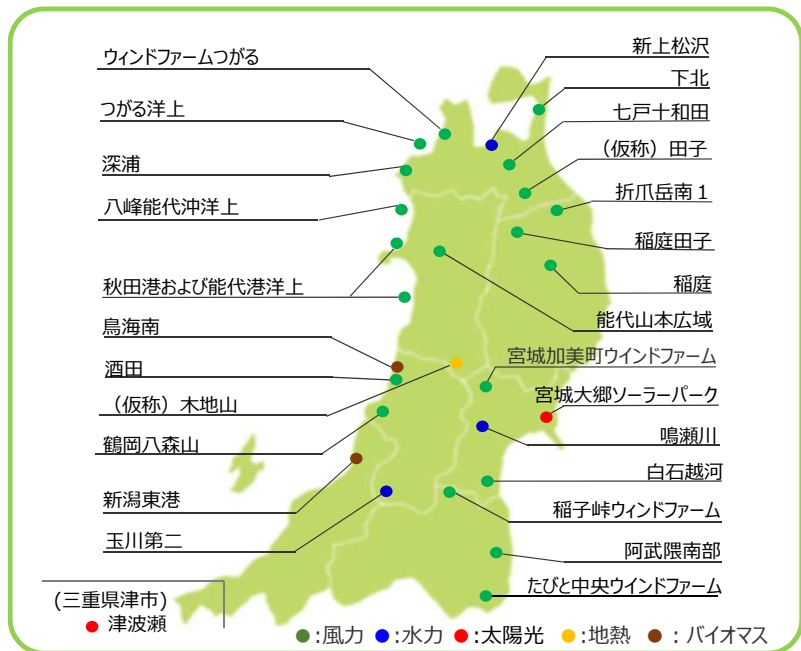 ウィンドファームつがる
つがる洋上
深浦
八峰能代沖洋上
秋田港および能代港洋上
鳥海南
酒田
（仮称）木地山
鶴岡八森山
新潟東港
玉川第二
新上松沢
下北
七戸十和田
（仮称）田子
折爪岳南１
稲庭田子
稲庭
能代山本広域
宮城加美町ウインドファーム
宮城大郷ソーラーパーク
鳴瀬川
白石越河
稲子峠ウィンドファーム
阿武隈南部
たびと中央ウインドファーム
(三重県津市)
津波瀬
:風力 :水力 :太陽光 :地熱 : バイオマス